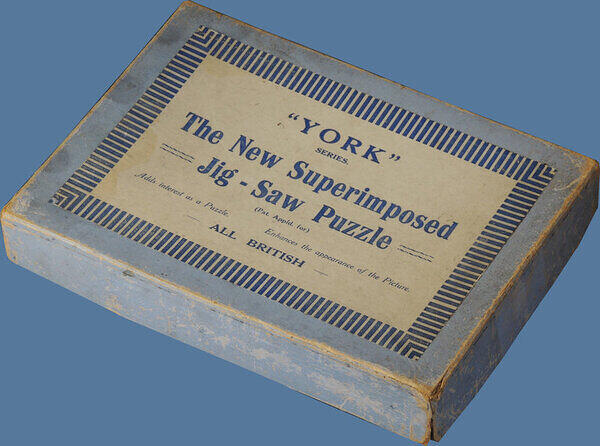 "YORK"
SERIES.
The New Superimposed
Jig-Saw Puzzle
(Pat. Appld. for)
Adds interest as a Puzzle. Enhances the appearance of the Picture.
ALL BRITISH